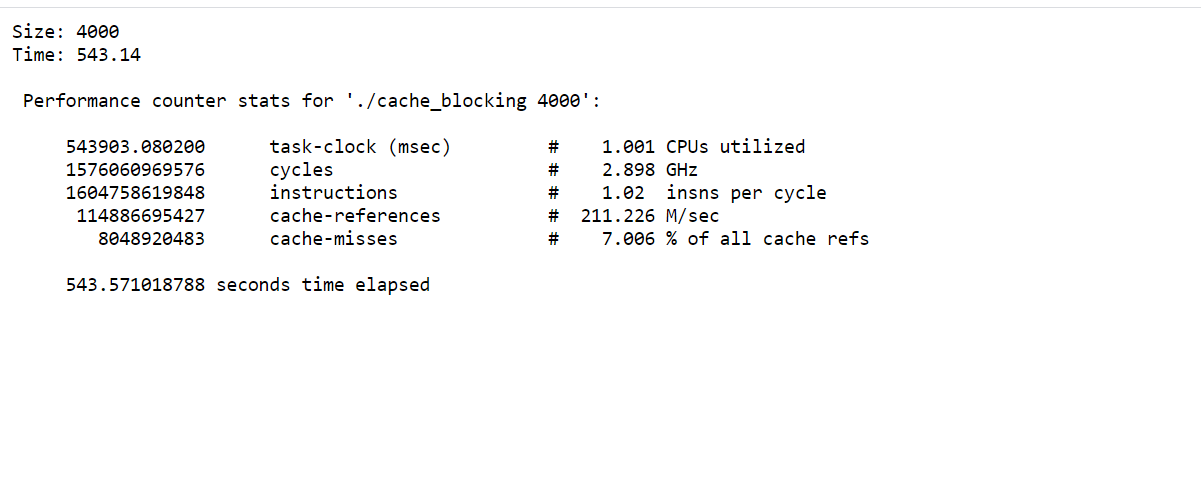 Size: 4000
Time: 543.14
Performance counter stats for './cache_blocking 4000':
543903.080200 task-clock (msec) # 1.001 CPUs utilized
1576060969576 cycles # 2.898 GHz
1604758619848 instructions # 1.02 insns per cycle
114886695427 cache-references # 211.226 M/sec
8048920483 cache-misses # 7.006 % of all cache refs
543.571018788 seconds time elapsed